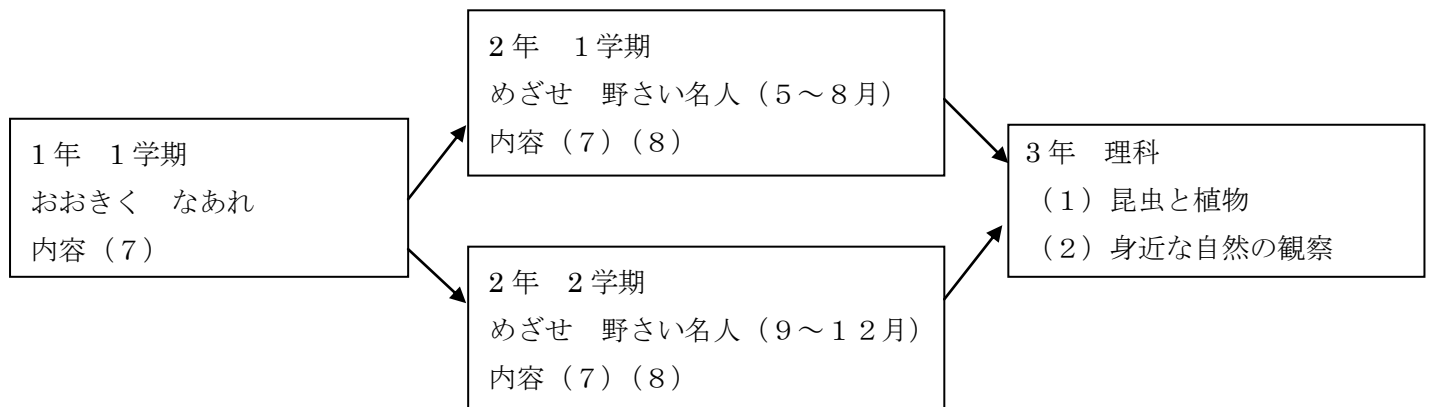 1年　1学期
おおきく　なあれ
内容（７）
2年　1学期
めざせ　野さい名人（５～８月）
内容（７）（８）
2年　2学期
めざせ　野さい名人（９～１２月）
内容（７）（８）
3年　理科
（１）昆虫と植物
（２）身近な自然の観察